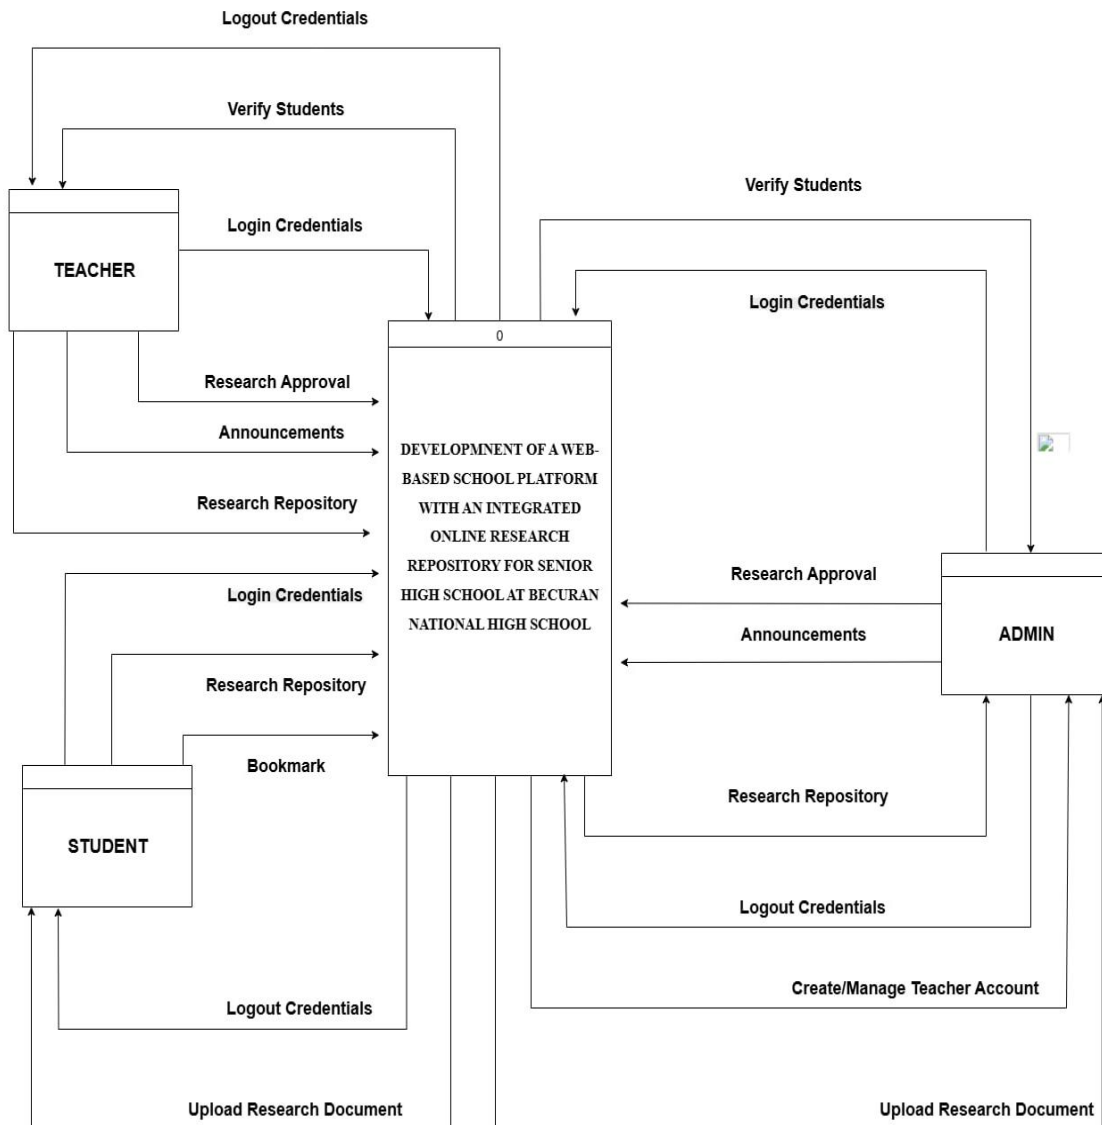 Logout Credentials
Verify Students
Verify Students
Login Credentials
TEACHER
Login Credentials
0
Research Approval
Announcements
DEVELOPMNENT OF A WEB-
BASED SCHOOL PLATFORM
WITH AN INTEGRATED
ONLINE RESEARCH
REPOSITORY FOR SENIOR
HIGH SCHOOL AT BECURAN
NATIONAL HIGH SCHOOL
Research Repository
Login Credentials
Research Approval
Announcements
ADMIN
Research Repository
Bookmark
Research Repository
STUDENT
Logout Credentials
Create/Manage Teacher Account
Logout Credentials
Upload Research Document
Upload Research Document